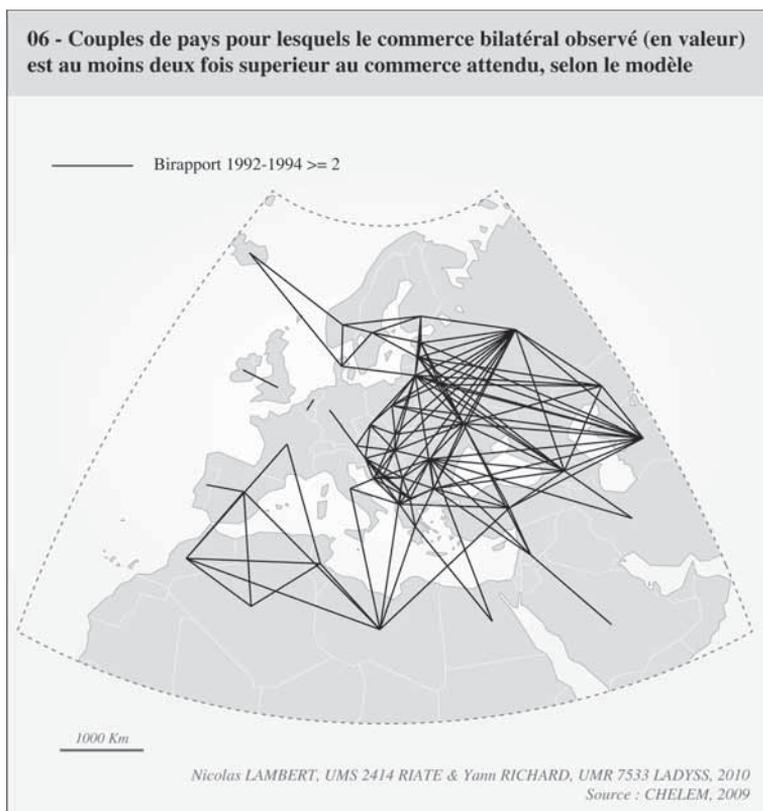 06 - Couples de pays pour lesquels le commerce bilatéral observé (en valeur)
est au moins deux fois superieur au commerce attendu, selon le modèle
Birapport 1992-1994 >= 2
1000 Km
Nicolas LAMBERT, UMS 2414 RIATE & Yann RICHARD, UMR 7533 LADYSS, 2010
Source : CHELEM, 2009